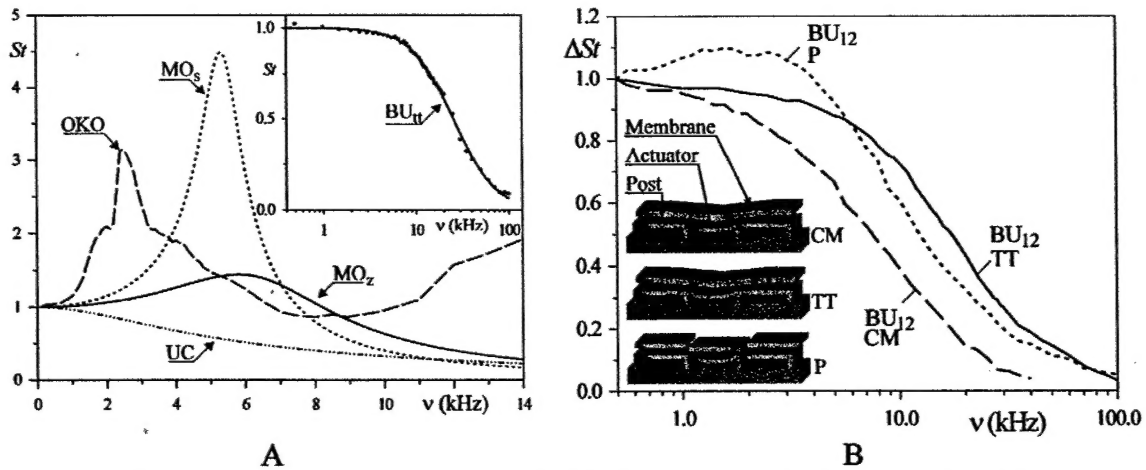 5
St
4
3
2
1
0
OKO
MOs
MOz
UC
0
2
4
6
8
10
12
14
ν (kHz)
1.0
St
0.5
0.0
BUtt
1
10
100
ν (kHz)
A
1.2
ΔSt
1.0
0.8
0.6
0.4
0.2
0.0
BU12
P
Membrane
Actuator
Post
CM
TT
P
BU12
TT
BU12
CM
1.0
10.0
100.0
ν (kHz)
B